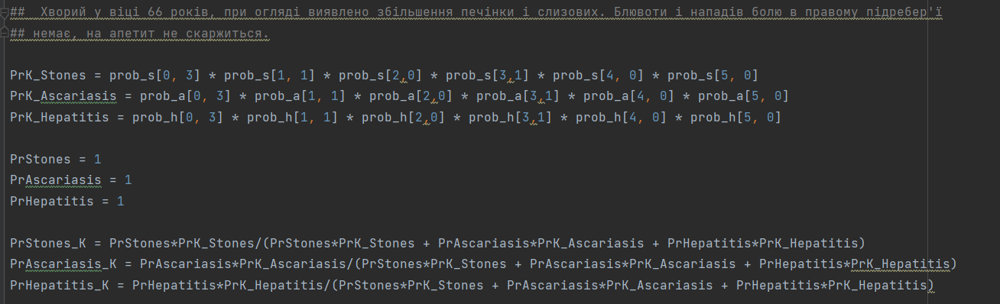 ##  Хворий у віці 66 років, при огляді виявлено збільшення печінки і слизових. Блювоти і нападів болю в правому підребер'ї
## немає, на апетит не скаржиться.
PrK_Stones = prob_s[0, 3] * prob_s[1, 1] * prob_s[2,0] * prob_s[3,1] * prob_s[4, 0] * prob_s[5, 0]
PrK_Ascariasis = prob_a[0, 3] * prob_a[1, 1] * prob_a[2,0] * prob_a[3,1] * prob_a[4, 0] * prob_a[5, 0]
PrK_Hepatitis = prob_h[0, 3] * prob_h[1, 1] * prob_h[2,0] * prob_h[3,1] * prob_h[4, 0] * prob_h[5, 0]
PrStones = 1
PrAscariasis = 1
PrHepatitis = 1
PrStones_K = PrStones*PrK_Stones/(PrStones*PrK_Stones + PrAscariasis*PrK_Ascariasis + PrHepatitis*PrK_Hepatitis)
PrAscariasis_K = PrAscariasis*PrK_Ascariasis/(PrStones*PrK_Stones + PrAscariasis*PrK_Ascariasis + PrHepatitis*PrK_Hepatitis)
PrHepatitis_K = PrHepatitis*PrK_Hepatitis/(PrStones*PrK_Stones + PrAscariasis*PrK_Ascariasis + PrHepatitis*PrK_Hepatitis)